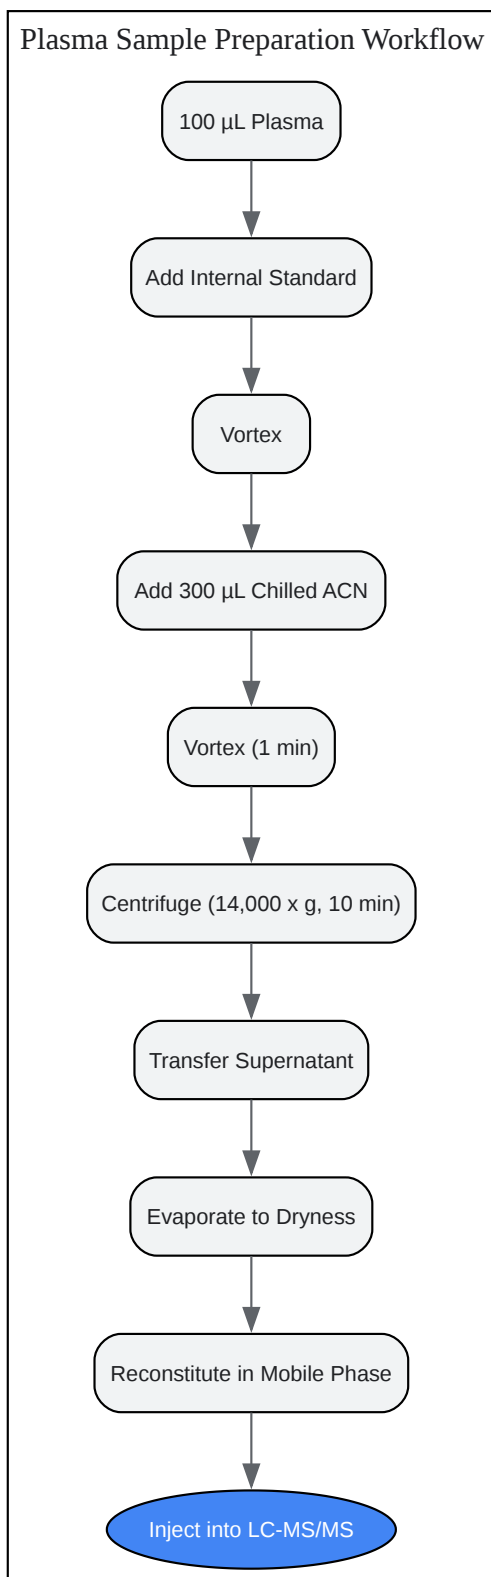 Plasma Sample Preparation Workflow
100 µL Plasma
Add Internal Standard
Vortex
Add 300 µL Chilled ACN
Vortex (1 min)
Centrifuge (14,000 x g, 10 min)
Transfer Supernatant
Evaporate to Dryness
Reconstitute in Mobile Phase
Inject into LC-MS/MS